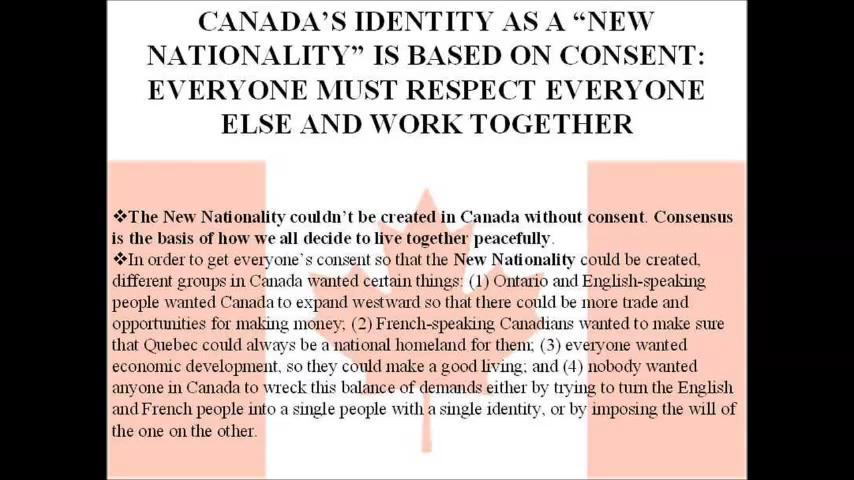 CANADA’S IDENTITY AS A “NEW
NATIONALITY” IS BASED ON CONSENT:
EVERYONE MUST RESPECT EVERYONE
ELSE AND WORK TOGETHER
❖The New Nationality couldn’t be created in Canada without consent. Consensus
is the basis of how we all decide to live together peacefully.
❖In order to get everyone’s consent so that the New Nationality could be created,
different groups in Canada wanted certain things: (1) Ontario and English-speaking
people wanted Canada to expand westward so that there could be more trade and
opportunities for making money; (2) French-speaking Canadians wanted to make sure
that Quebec could always be a national homeland for them; (3) everyone wanted
economic development, so they could make a good living; and (4) nobody wanted
anyone in Canada to wreck this balance of demands either by trying to turn the English
and French people into a single people with a single identity, or by imposing the will of
the one on the other.